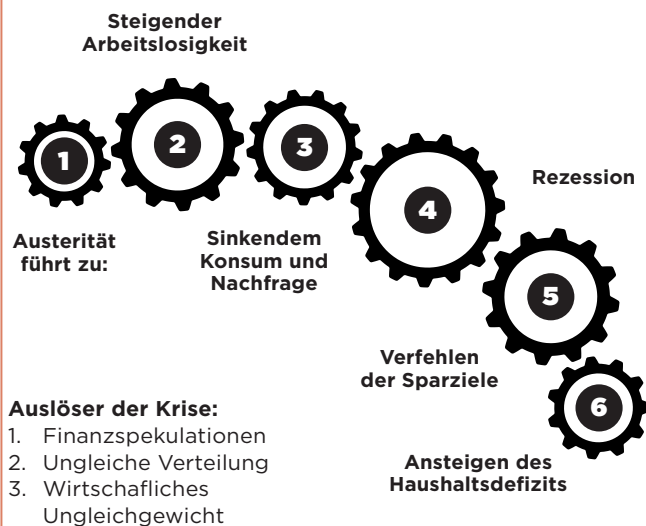 Steigender
Arbeitslosigkeit
1
2
3
4
5
6
Austerität
führt zu:
Sinkendem
Konsum und
Nachfrage
Rezession
Verfehlen
der Sparziele
Ansteigen des
Haushaltsdefizits
Auslöser der Krise:
1. Finanzspekulationen
2. Ungleiche Verteilung
3. Wirtschafliches
Ungleichgewicht